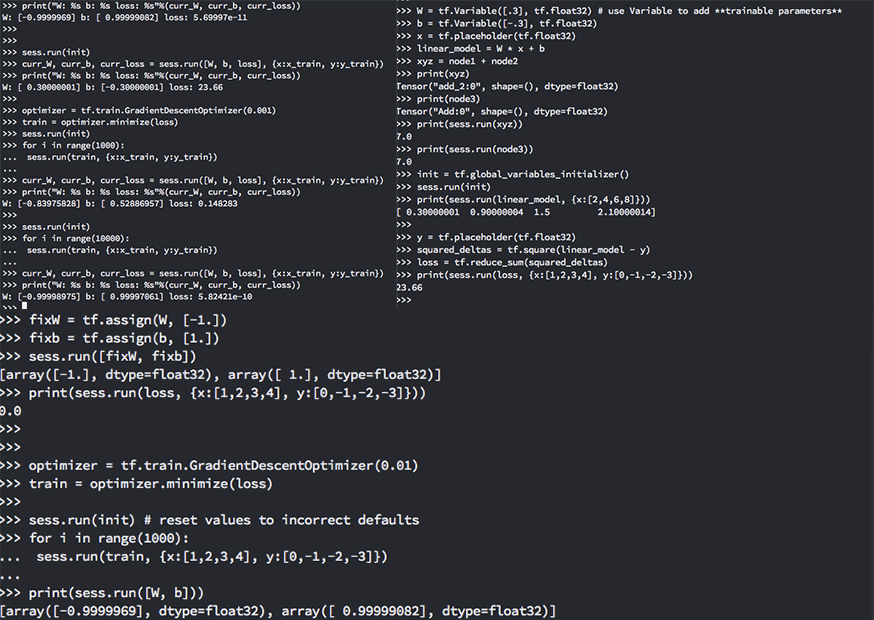 >>> print("W: %s b: %s loss: %s"%(curr_W, curr_b, curr_loss))
W: [-0.9999969] b: [ 0.99999082] loss: 5.69997e-11
>>>
>>>
>>> sess.run(init)
>>> curr_W, curr_b, curr_loss = sess.run([W, b, loss], {x:x_train, y:y_train})
>>> print("W: %s b: %s loss: %s"%(curr_W, curr_b, curr_loss))
W: [ 0.30000001] b: [-0.30000001] loss: 23.66
>>>
>>> optimizer = tf.train.GradientDescentOptimizer(0.001)
>>> train = optimizer.minimize(loss)
>>> sess.run(init)
>>> for i in range(1000):
...  sess.run(train, {x:x_train, y:y_train})
...
>>> curr_W, curr_b, curr_loss = sess.run([W, b, loss], {x:x_train, y:y_train})
>>> print("W: %s b: %s loss: %s"%(curr_W, curr_b, curr_loss))
W: [-0.83975828] b: [ 0.52886957] loss: 0.148283
>>>
>>> sess.run(init)
>>> for i in range(10000):
...  sess.run(train, {x:x_train, y:y_train})
...
>>> curr_W, curr_b, curr_loss = sess.run([W, b, loss], {x:x_train, y:y_train})
>>> print("W: %s b: %s loss: %s"%(curr_W, curr_b, curr_loss))
W: [-0.99998975] b: [ 0.99997061] loss: 5.82421e-10
>>>
>>> W = tf.Variable([.3], tf.float32) # use Variable to add **trainable parameters**
>>> b = tf.Variable([-.3], tf.float32)
>>> x = tf.placeholder(tf.float32)
>>> linear_model = W * x + b
>>> xyz = node1 + node2
>>> print(xyz)
Tensor("add_2:0", shape=(), dtype=float32)
>>> print(node3)
Tensor("Add:0", shape=(), dtype=float32)
>>> print(sess.run(xyz))
7.0
>>> print(sess.run(node3))
7.0
>>> init = tf.global_variables_initializer()
>>> sess.run(init)
>>> print(sess.run(linear_model, {x:[2,4,6,8]}))
[ 0.30000001  0.90000004  1.5         2.10000014]
>>>
>>> y = tf.placeholder(tf.float32)
>>> squared_deltas = tf.square(linear_model - y)
>>> loss = tf.reduce_sum(squared_deltas)
>>> print(sess.run(loss, {x:[1,2,3,4], y:[0,-1,-2,-3]}))
23.66
>>>
>>> fixW = tf.assign(W, [-1.])
>>> fixb = tf.assign(b, [1.])
>>> sess.run([fixW, fixb])
[array([-1.], dtype=float32), array([ 1.], dtype=float32)]
>>> print(sess.run(loss, {x:[1,2,3,4], y:[0,-1,-2,-3]}))
0.0
>>>
>>>
>>> optimizer = tf.train.GradientDescentOptimizer(0.01)
>>> train = optimizer.minimize(loss)
>>>
>>> sess.run(init) # reset values to incorrect defaults
>>> for i in range(1000):
...  sess.run(train, {x:[1,2,3,4], y:[0,-1,-2,-3]})
...
>>> print(sess.run([W, b]))
[array([-0.9999969], dtype=float32), array([ 0.99999082], dtype=float32)]